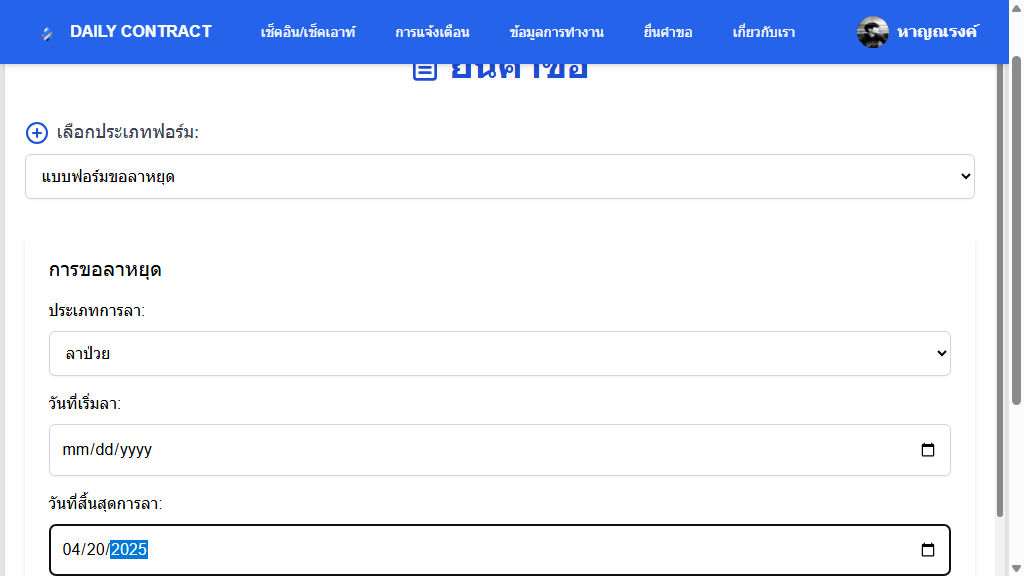 DAILY CONTRACT
เช็คอิน/เช็คเอาท์
การแจ้งเตือน
ข้อมูลการทำงาน
ยื่นคำขอ
เกี่ยวกับเรา
หาญณรงค์
ยื่นคำขอ
เลือกประเภทฟอร์ม:
แบบฟอร์มขอลาหยุด
การขอลาหยุด
ประเภทการลา:
ลาป่วย
วันที่เริ่มลา:
mm/dd/yyyy
วันที่สิ้นสุดการลา:
04/20/2025